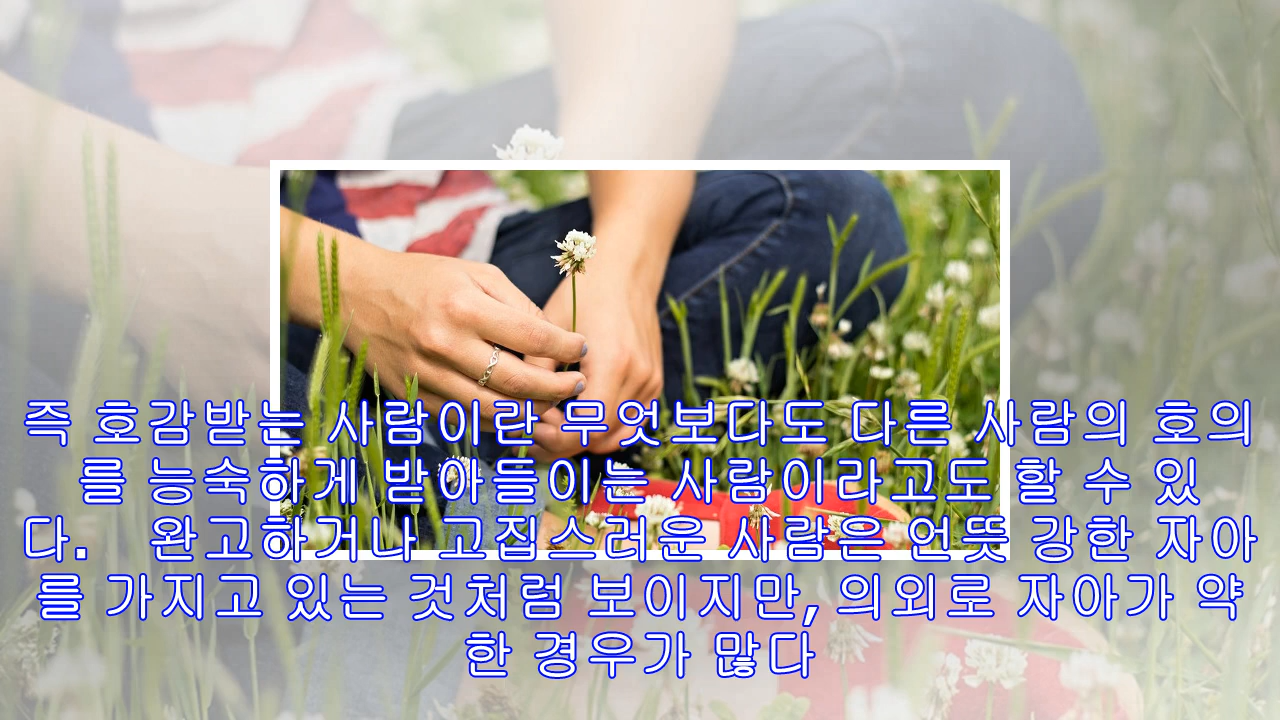 즉 호감받는 사람이란 무엇보다도 다른 사람의 호의
를 능숙하게 받아들이는 사람이라고도 할 수 있
다.   완고하거나 고집스러운 사람은 언뜻 강한 자아
를 가지고 있는 것처럼 보이지만, 의외로 자아가 약
한 경우가 많다